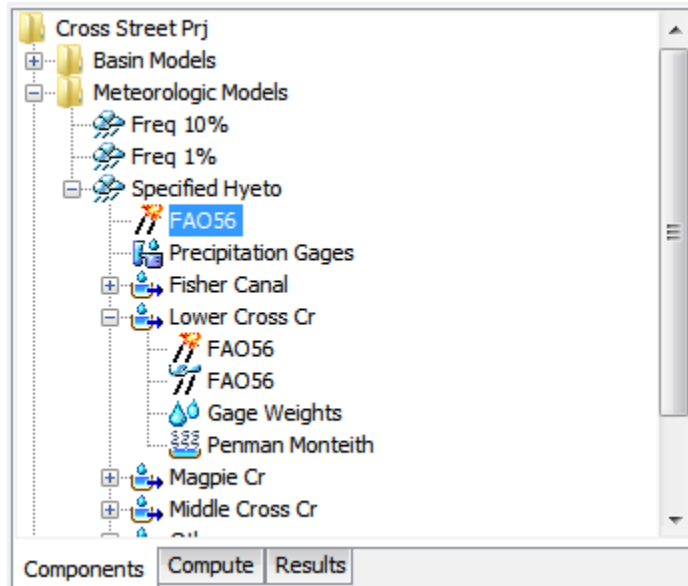 Cross Street Prj
Basin Models
Meteorologic Models
Freq 10%
Freq 1%
Specified Hyeto
FAO56
Precipitation Gages
Fisher Canal
Lower Cross Cr
FAO56
FAO56
Gage Weights
Penman Monteith
Magpie Cr
Middle Cross Cr
Components Compute Results